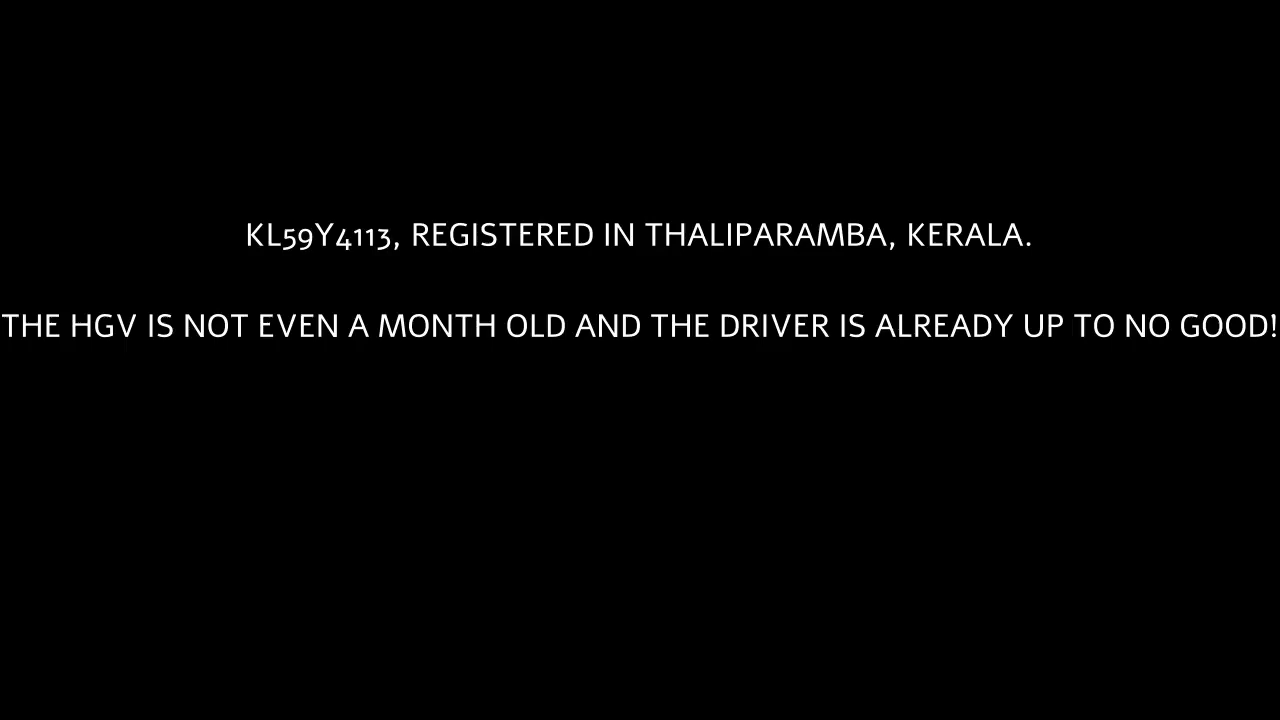 KL59Y4113, REGISTERED IN THALIPARAMBA, KERALA.
THE HGV IS NOT EVEN A MONTH OLD AND THE DRIVER IS ALREADY UP TO NO GOOD!